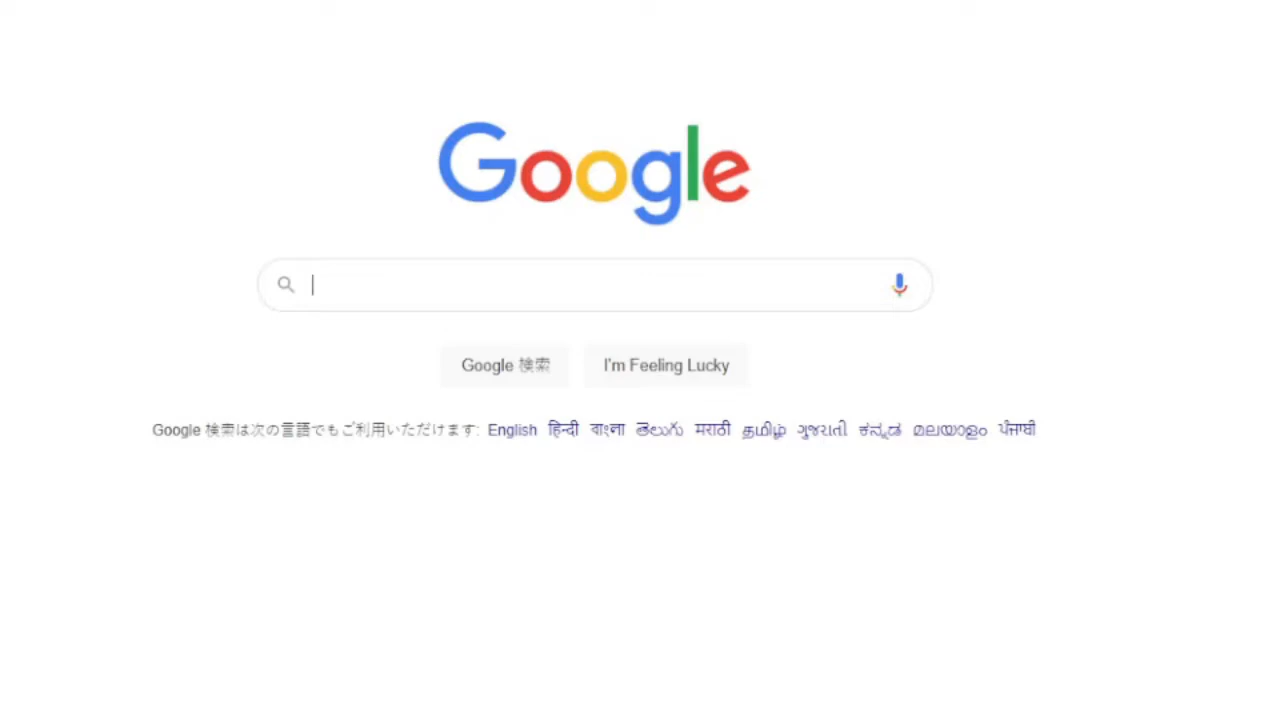 Google
Google 検索 I'm Feeling Lucky
Google 検索は次の言語でもご利用いただけます: English हिन्दी বাংলা తెలుగు मराठी தமிழ் ગુજરાતી ಕನ್ನಡ മലയാളം ਪੰਜਾਬੀ